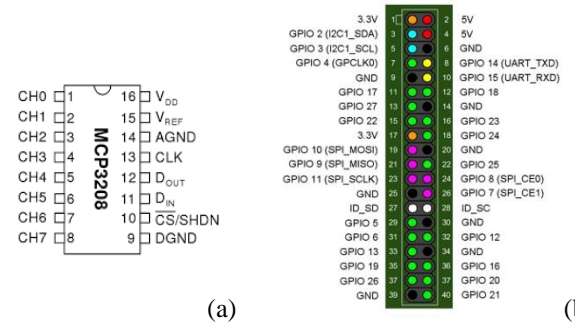 CH0 1 16 V_DD
CH1 2 15 V_REF
CH2 3 14 AGND
CH3 4 13 CLK
CH4 5 12 D_OUT
CH5 6 11 D_IN
CH6 7 10 CS/SHDN
CH7 8 9 DGND
MCP3208
(a)
3.3V 1 2 5V
GPIO 2 (I2C1_SDA) 3 4 5V
GPIO 3 (I2C1_SCL) 5 6 GND
GPIO 4 (GPCLK0) 7 8 GPIO 14 (UART_TXD)
GND 9 10 GPIO 15 (UART_RXD)
GPIO 17 11 12 GPIO 18
GPIO 27 13 14 GND
GPIO 22 15 16 GPIO 23
3.3V 17 18 GPIO 24
GPIO 10 (SPI_MOSI) 19 20 GND
GPIO 9 (SPI_MISO) 21 22 GPIO 25
GPIO 11 (SPI_SCLK) 23 24 GPIO 8 (SPI_CE0)
GND 25 26 GPIO 7 (SPI_CE1)
ID_SD 27 28 ID_SC
GPIO 5 29 30 GND
GPIO 6 31 32 GPIO 12
GPIO 13 33 34 GND
GPIO 19 35 36 GPIO 16
GPIO 26 37 GPIO 20
GND 39 40 GPIO 21